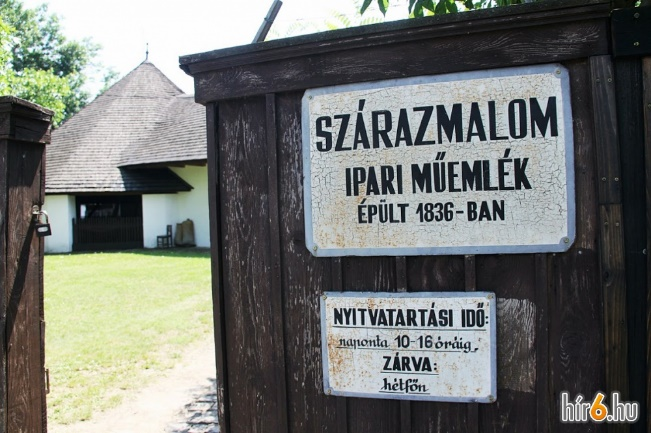 SZÁRAZMALOM
IPARI MŰEMLÉK
ÉPÜLT 1836-BAN
NYITVATARTÁSI IDŐ:
naponta 10-16 óráig,
ZÁRVA:
hétfőn
hír6.hu